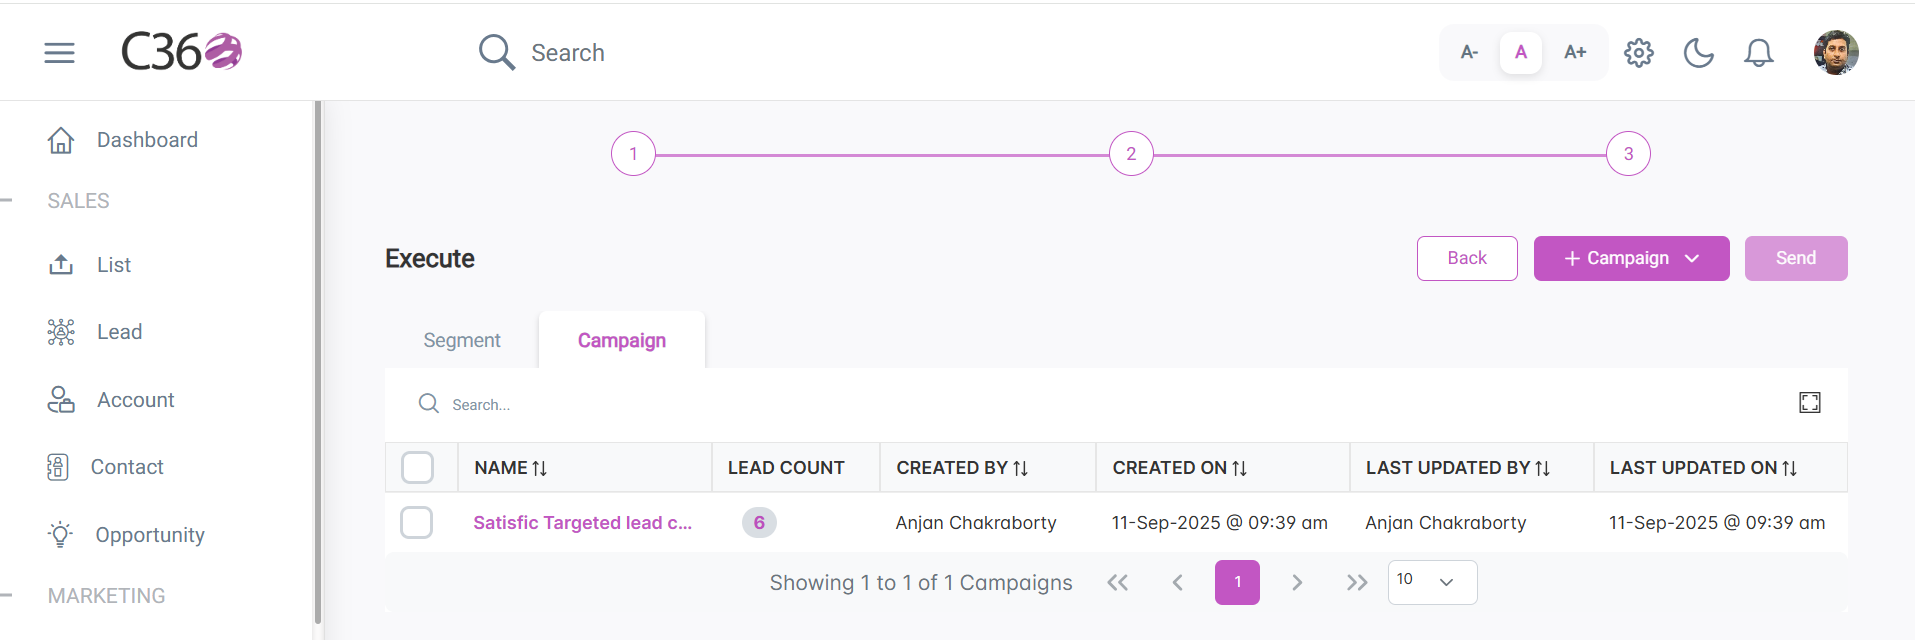 C360
Search
A- A A+
Dashboard
SALES
List
Lead
Account
Contact
Opportunity
MARKETING
1 2 3
Execute
Back + Campaign Send
Segment Campaign
Search...
NAME LEAD COUNT CREATED BY CREATED ON LAST UPDATED BY LAST UPDATED ON
Satisfic Targeted lead c... 6 Anjan Chakraborty 11-Sep-2025 @ 09:39 am Anjan Chakraborty 11-Sep-2025 @ 09:39 am
Showing 1 to 1 of 1 Campaigns 1 10